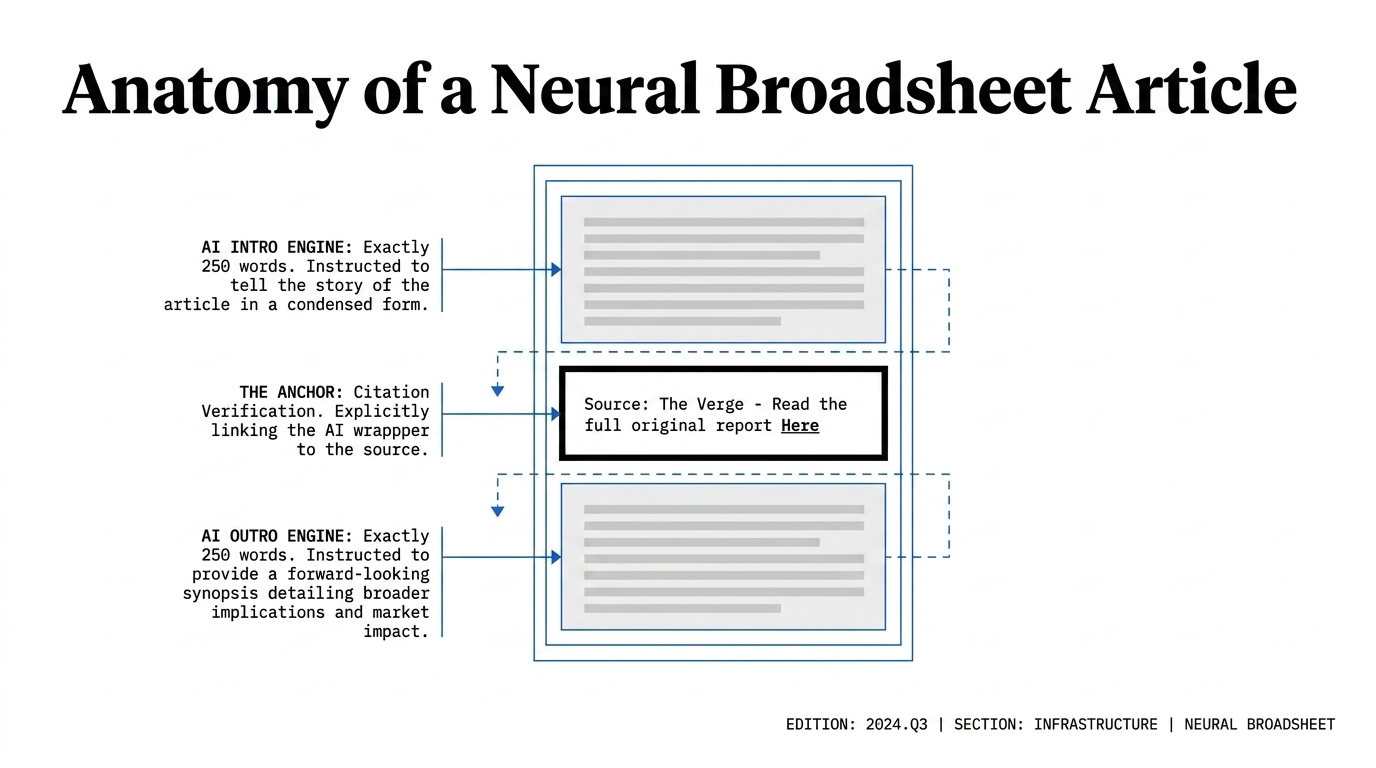 Anatomy of a Neural Broadsheet Article
AI INTRO ENGINE: Exactly
250 words. Instructed to
tell the story of the
article in a condensed form.
THE ANCHOR: Citation
Verification. Explicitly
linking the AI wrappper
to the source.
Source: The Verge - Read the
full original report Here
AI OUTRO ENGINE: Exactly
250 words. Instructed to
provide a forward-looking
synopsis detailing broader
implications and market
impact.
EDITION: 2024.Q3 | SECTION: INFRASTRUCTURE | NEURAL BROADSHEET